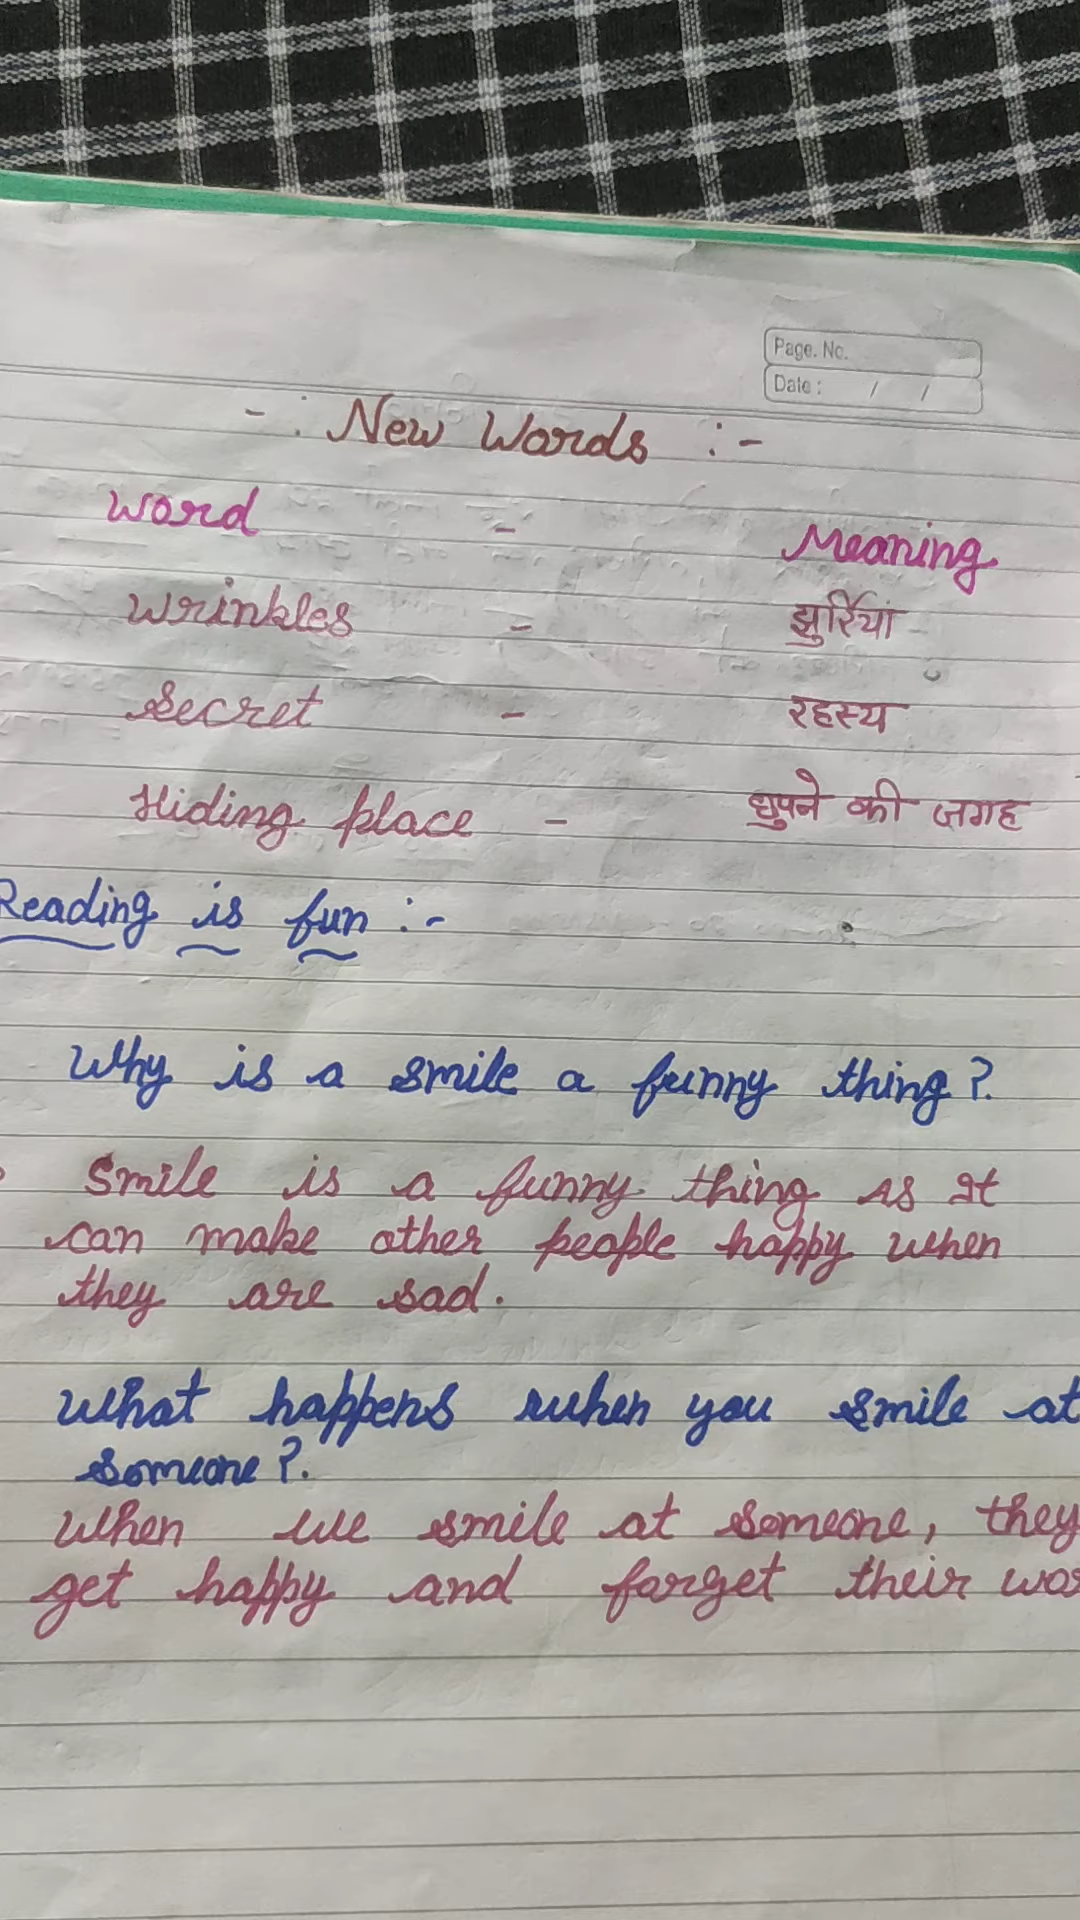 Page. No.
Date : / /
- : New Words : -
Word - Meaning
Wrinkles - झुर्रियां
Secret - रहस्य
Hiding place - छुपने की जगह
Reading is fun :-
Why is a smile a funny thing?
Smile is a funny thing as It
can make other people happy when
they are sad.
What happens when you smile at
someone?
When we smile at someone, they
get happy and forget their